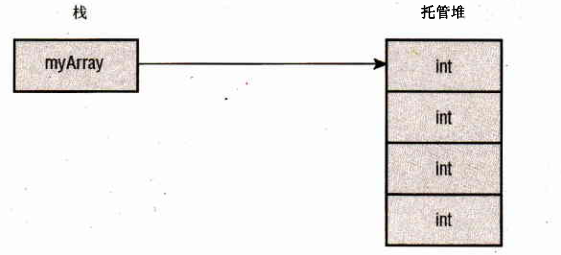 栈 托管堆
myArray int
int
int
int